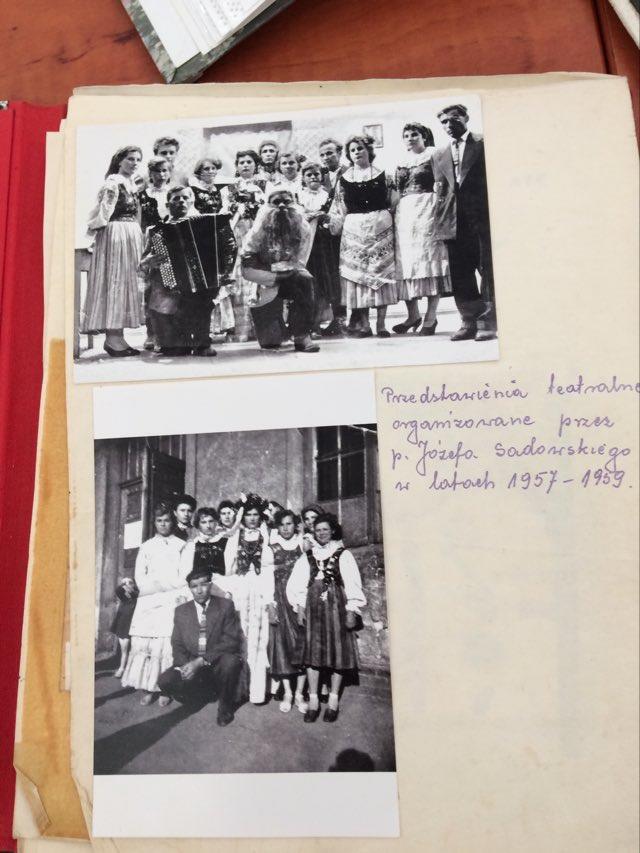 Przedstawienia teatralne
organizowane przez
p. Józefa Sadowskiego
w latach 1957-1959.